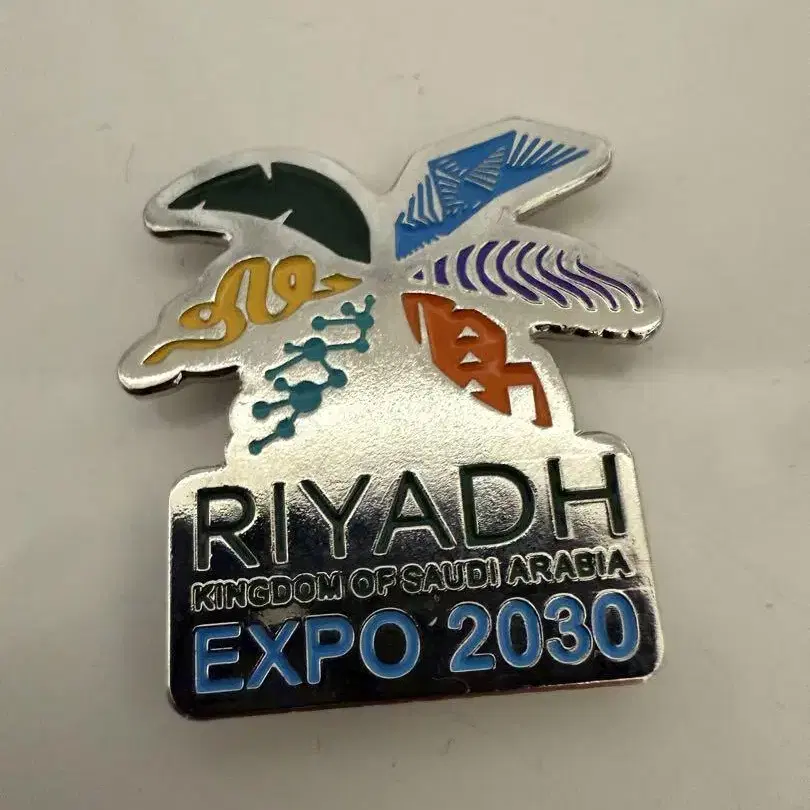 RIYADH
KINGDOM OF SAUDI ARABIA
EXPO 2030